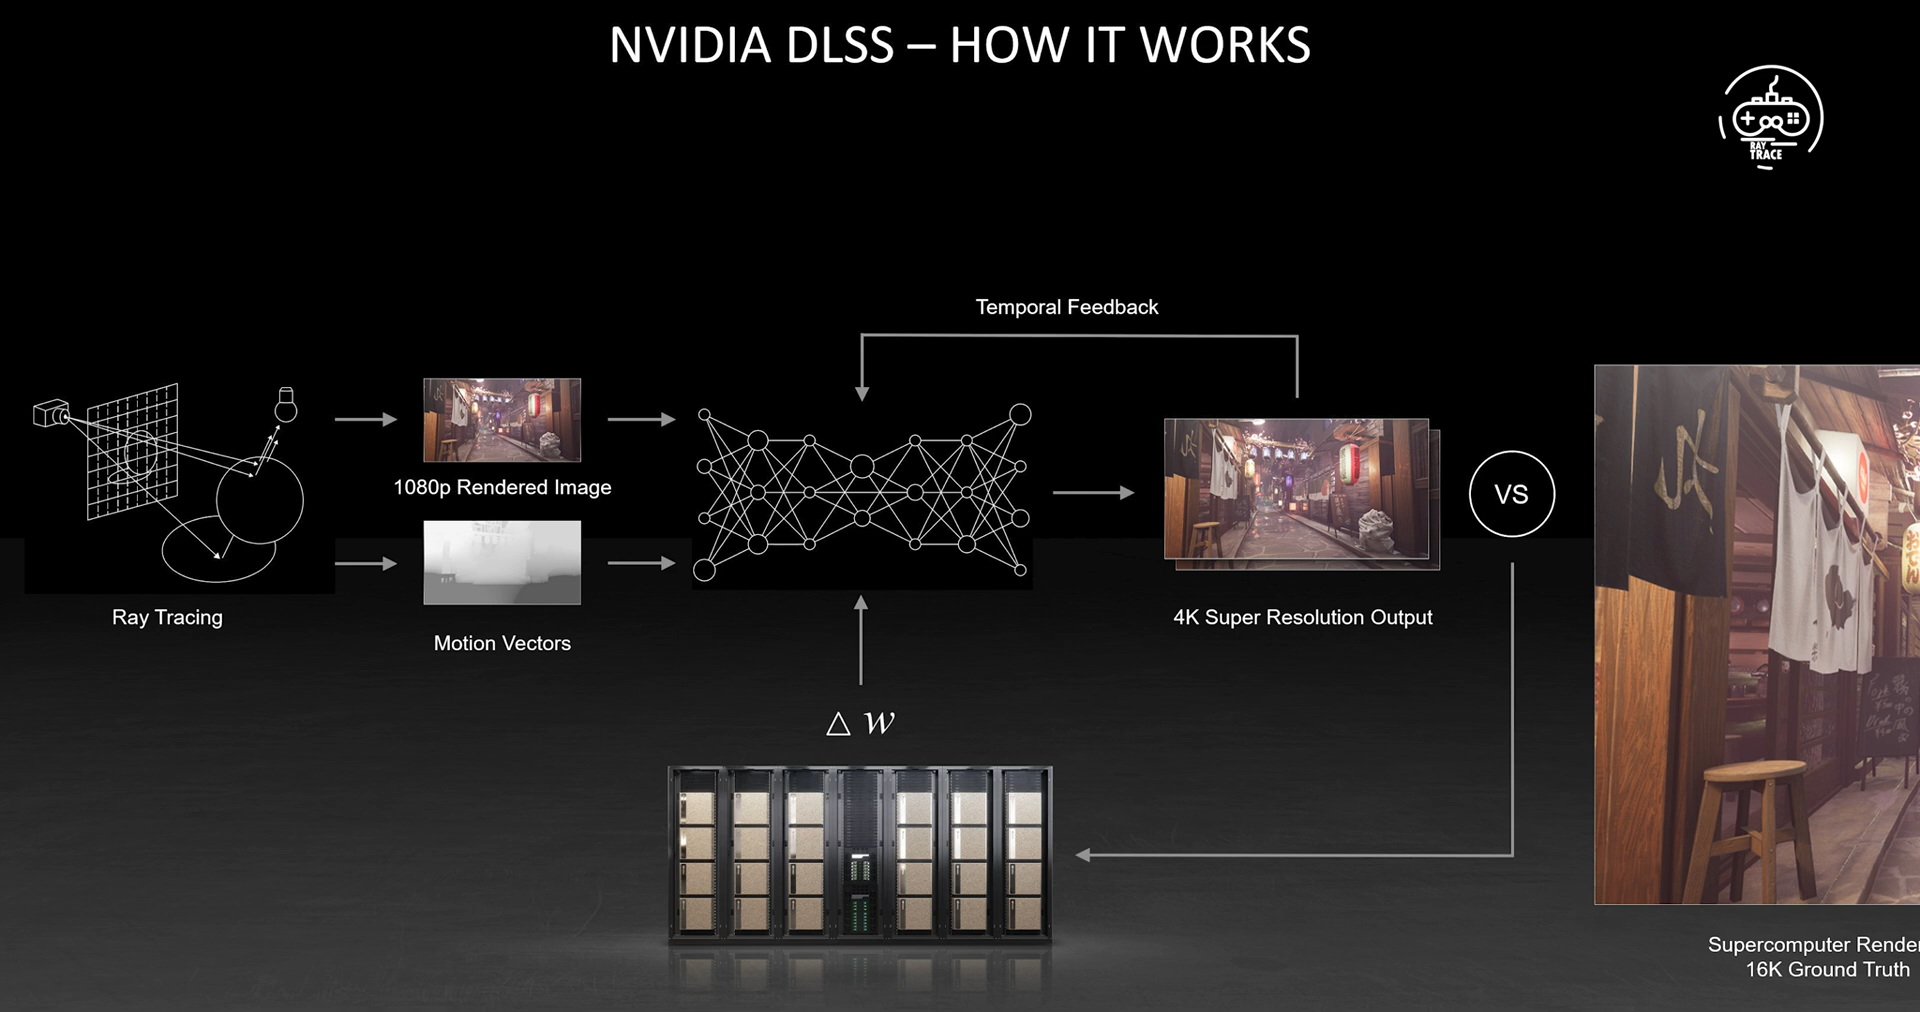 NVIDIA DLSS – HOW IT WORKS
RAY
TRACE
Temporal Feedback
1080p Rendered Image
Ray Tracing
Motion Vectors
4K Super Resolution Output
VS
△ w
Supercomputer
16K Ground Truth